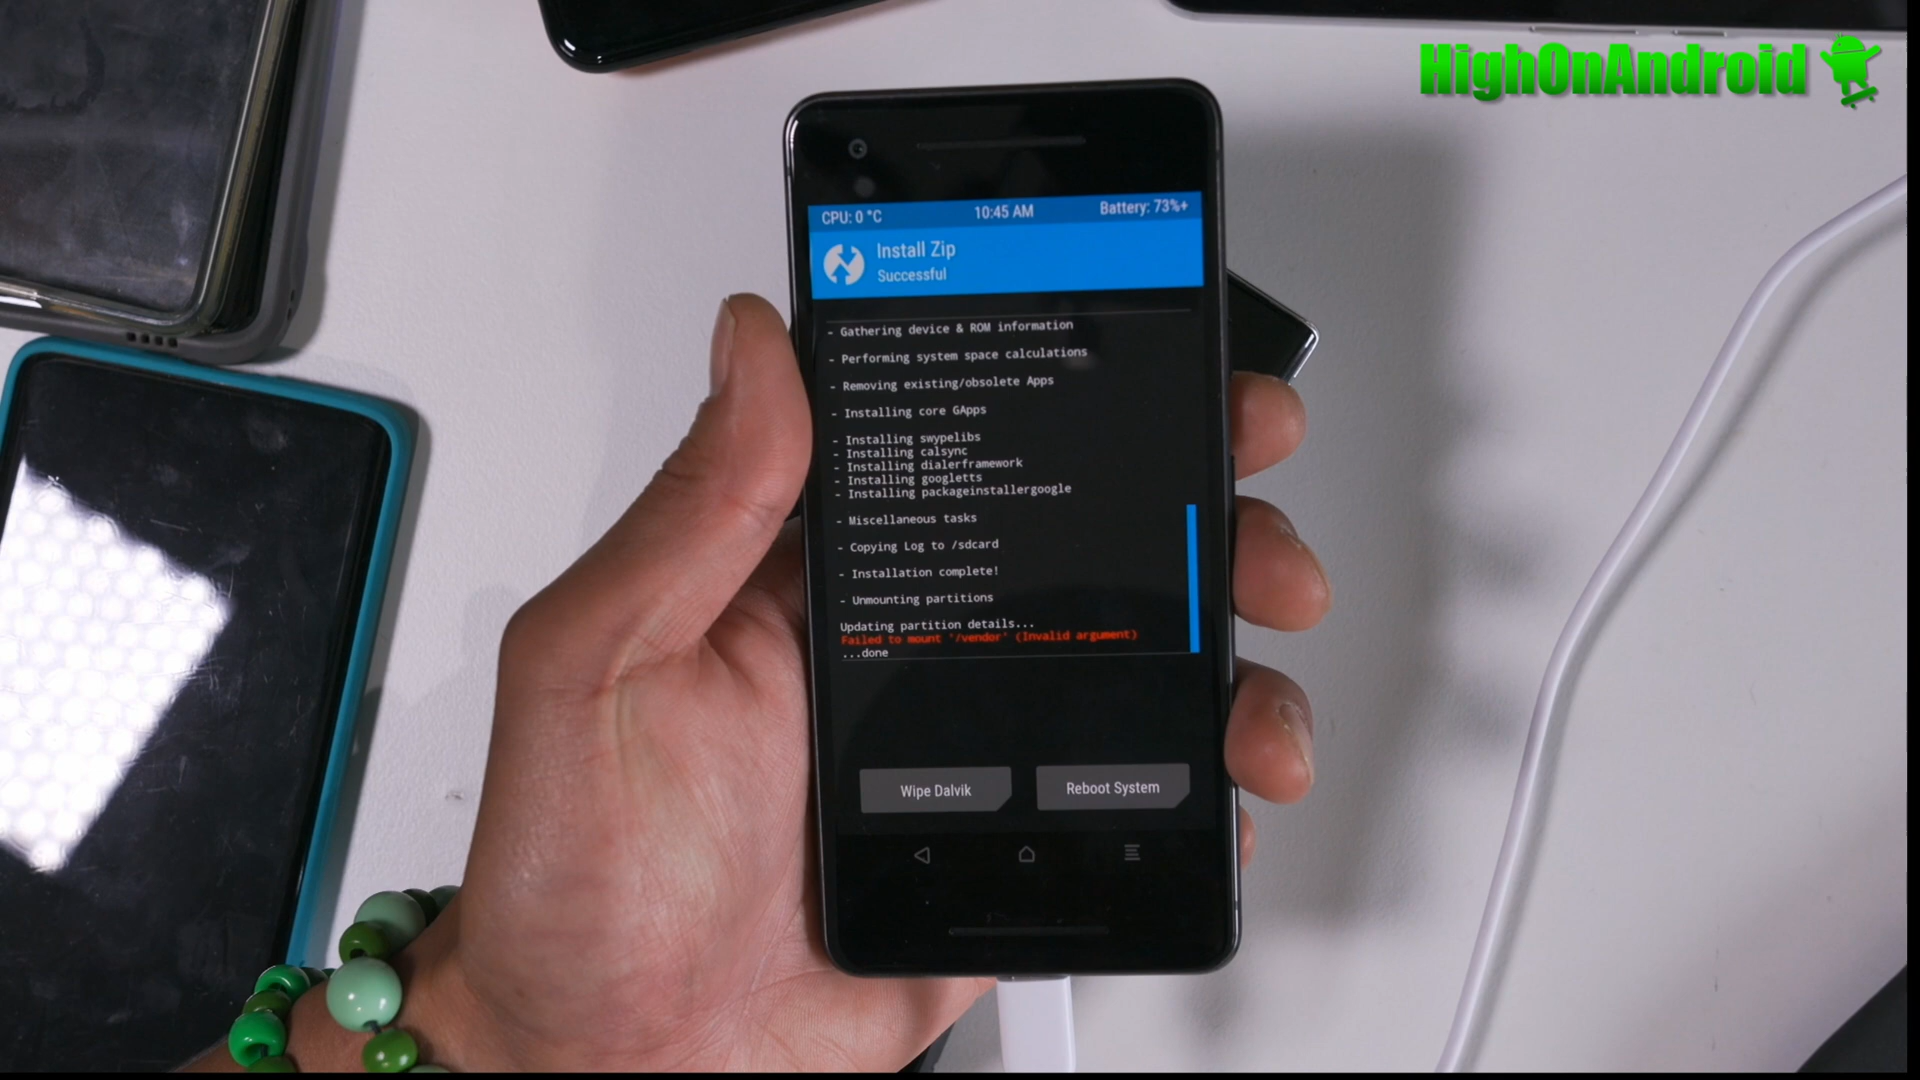 HighOnAndroid
CPU: 0 °C
10:45 AM
Battery: 73%+
Install Zip
Successful
- Gathering device & ROM information
- Performing system space calculations
- Removing existing/obsolete Apps
- Installing core GApps
- Installing swypelibs
- Installing calsync
- Installing dialerframework
- Installing googletts
- Installing packageinstallergoogle
- Miscellaneous tasks
- Copying Log to /sdcard
- Installation complete!
- Unmounting partitions
Updating partition details...
Failed to mount '/vendor' (Invalid argument)
...done
Wipe Dalvik
Reboot System